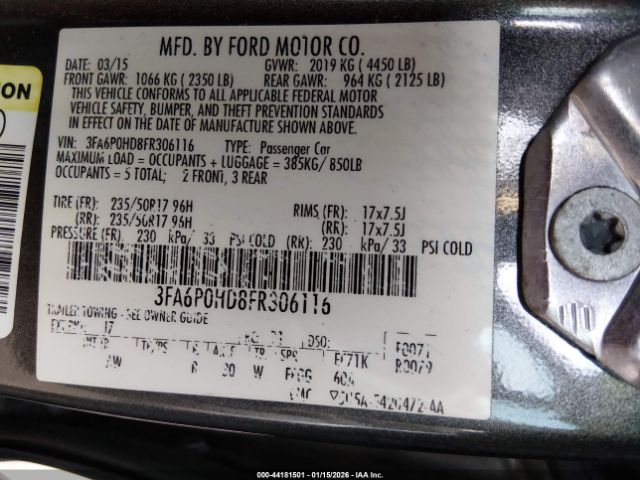 ION
MFD. BY FORD MOTOR CO.
DATE: 03/15 GVWR: 2019 KG ( 4450 LB)
FRONT GAWR: 1066 KG ( 2350 LB) REAR GAWR: 964 KG ( 2125 LB)
THIS VEHICLE CONFORMS TO ALL APPLICABLE FEDERAL MOTOR
VEHICLE SAFETY, BUMPER, AND THEFT PREVENTION STANDARDS
IN EFFECT ON THE DATE OF MANUFACTURE SHOWN ABOVE.
VIN: 3FA6P0HD8FR306116 TYPE: Passenger Car
MAXIMUM LOAD = OCCUPANTS + LUGGAGE = 385KG/ 850LB
OCCUPANTS = 5 TOTAL; 2 FRONT, 3 REAR
TIRE (FR): 235/50R17 96H RIMS (FR): 17x7.5J
(RR): 235/50R17 96H (RR): 17x7.5J
PRESSURE (FR): 230 kPa/ 33 PSI COLD (RR): 230 kPa/ 33 PSI COLD
3FA6P0HD8FR306116
TRAILER TOWING - SEE OWNER GUIDE
17 DSO: F0071
R0079
W 60A
000-44181501 - 01/15/2026 - IAA Inc.